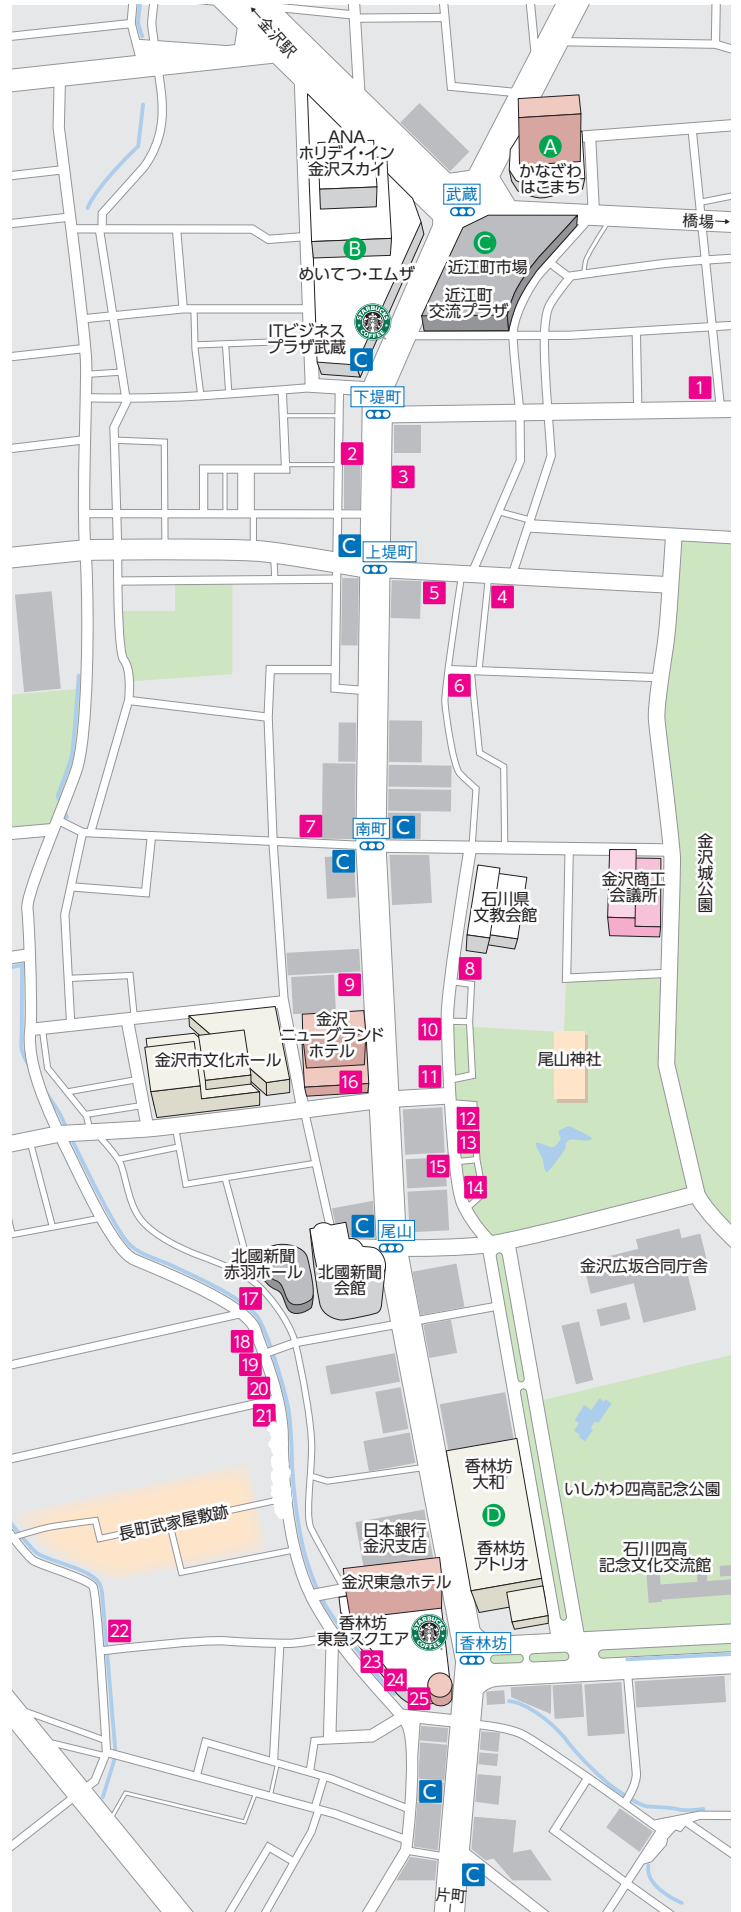 ←金沢駅
ANA
ホリデイ・イン
金沢スカイ
A
かなざわ
はこまち
武蔵
橋場→
B
めいてつ・エムザ
C
近江町市場
近江町
交流プラザ
STARBUCKS
COFFEE
ITビジネス
プラザ武蔵
C
1
下堤町
2
3
C
上堤町
5
4
6
7
南町
C
C
金沢城公園
金沢商工
会議所
石川県
文教会館
8
9
金沢
ニューグランド
ホテル
10
金沢市文化ホール
尾山神社
11
16
12
13
15
14
C
尾山
北國新聞
赤羽ホール
北國新聞
会館
金沢広坂合同庁舎
17
18
19
20
21
香林坊
大和
D
香林坊
アトリオ
いしかわ四高記念公園
長町武家屋敷跡
日本銀行
金沢支店
石川四高
記念文化交流館
金沢東急ホテル
香林坊
東急スクエア
STARBUCKS
COFFEE
22
香林坊
23
24
25
C
C
片町